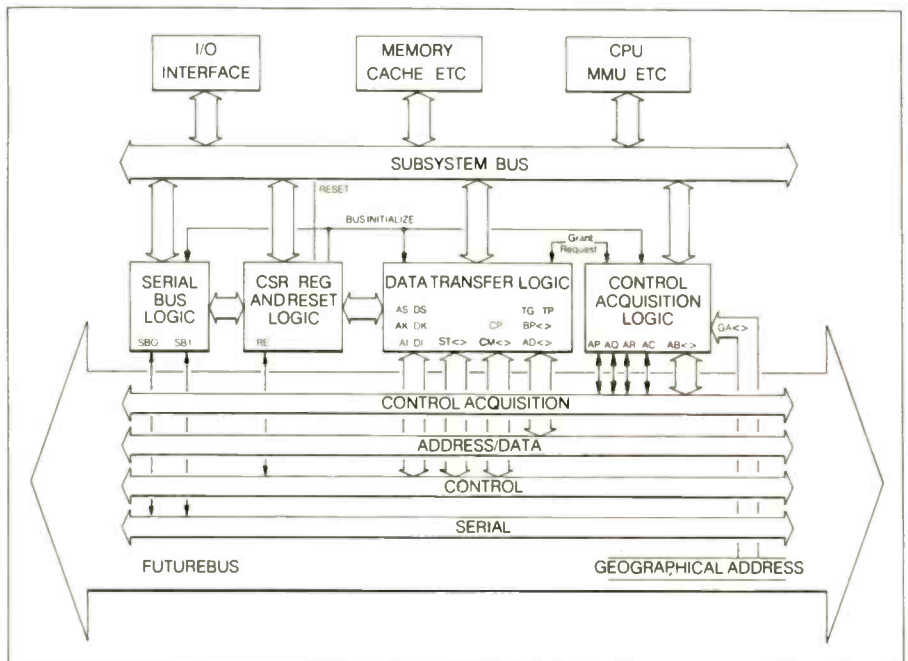 I/O
INTERFACE
MEMORY
CACHE ETC
CPU
MMU ETC
SUBSYSTEM BUS
RESET
BUS INITIALIZE
Grant
Request
SERIAL
BUS
LOGIC
SB0 SB1
CSR REG
AND RESET
LOGIC
RE
DATA TRANSFER LOGIC
AS DS TG TP
AK DK CP BP<>
AI DI ST<> CM<> AD<>
CONTROL
ACQUISITION
LOGIC
AP AQ AR AC AB<>
GA<>
CONTROL ACQUISITION
ADDRESS/DATA
CONTROL
SERIAL
FUTUREBUS
GEOGRAPHICAL ADDRESS